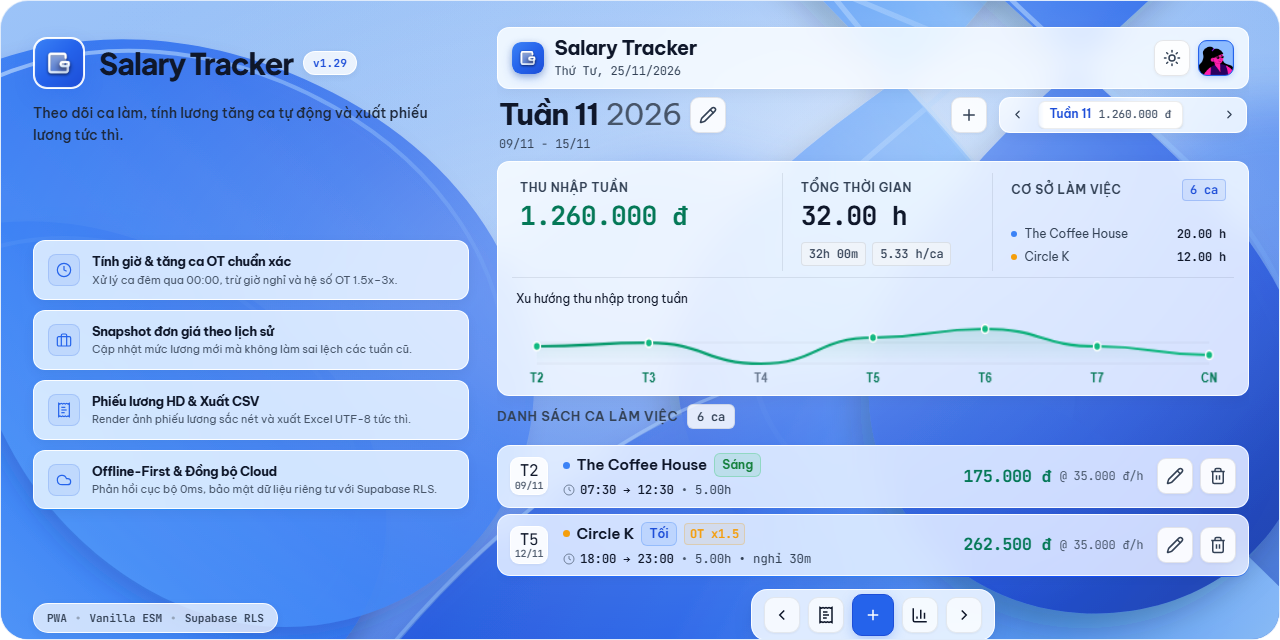 Salary Tracker v1.29
Theo dõi ca làm, tính lương tăng ca tự động và xuất phiếu
lương tức thì.
Tính giờ & tăng ca OT chuẩn xác
Xử lý ca đêm qua 00:00, trừ giờ nghỉ và hệ số OT 1.5x–3x.
Snapshot đơn giá theo lịch sử
Cập nhật mức lương mới mà không làm sai lệch các tuần cũ.
Phiếu lương HD & Xuất CSV
Render ảnh phiếu lương sắc nét và xuất Excel UTF-8 tức thì.
Offline-First & Đồng bộ Cloud
Phản hồi cục bộ 0ms, bảo mật dữ liệu riêng tư với Supabase RLS.
PWA • Vanilla ESM • Supabase RLS
Salary Tracker
Thứ Tư, 25/11/2026
Tuần 11 2026
09/11 - 15/11
Tuần 11 1.260.000 đ
THU NHẬP TUẦN
1.260.000 đ
TỔNG THỜI GIAN
32.00 h
32h 00m 5.33 h/ca
CƠ SỞ LÀM VIỆC 6 ca
The Coffee House 20.00 h
Circle K 12.00 h
Xu hướng thu nhập trong tuần
T2 T3 T4 T5 T6 T7 CN
DANH SÁCH CA LÀM VIỆC 6 ca
T2
09/11
The Coffee House Sáng
07:30 → 12:30 • 5.00h
175.000 đ @ 35.000 đ/h
T5
12/11
Circle K Tối OT x1.5
18:00 → 23:00 • 5.00h • nghỉ 30m
262.500 đ @ 35.000 đ/h